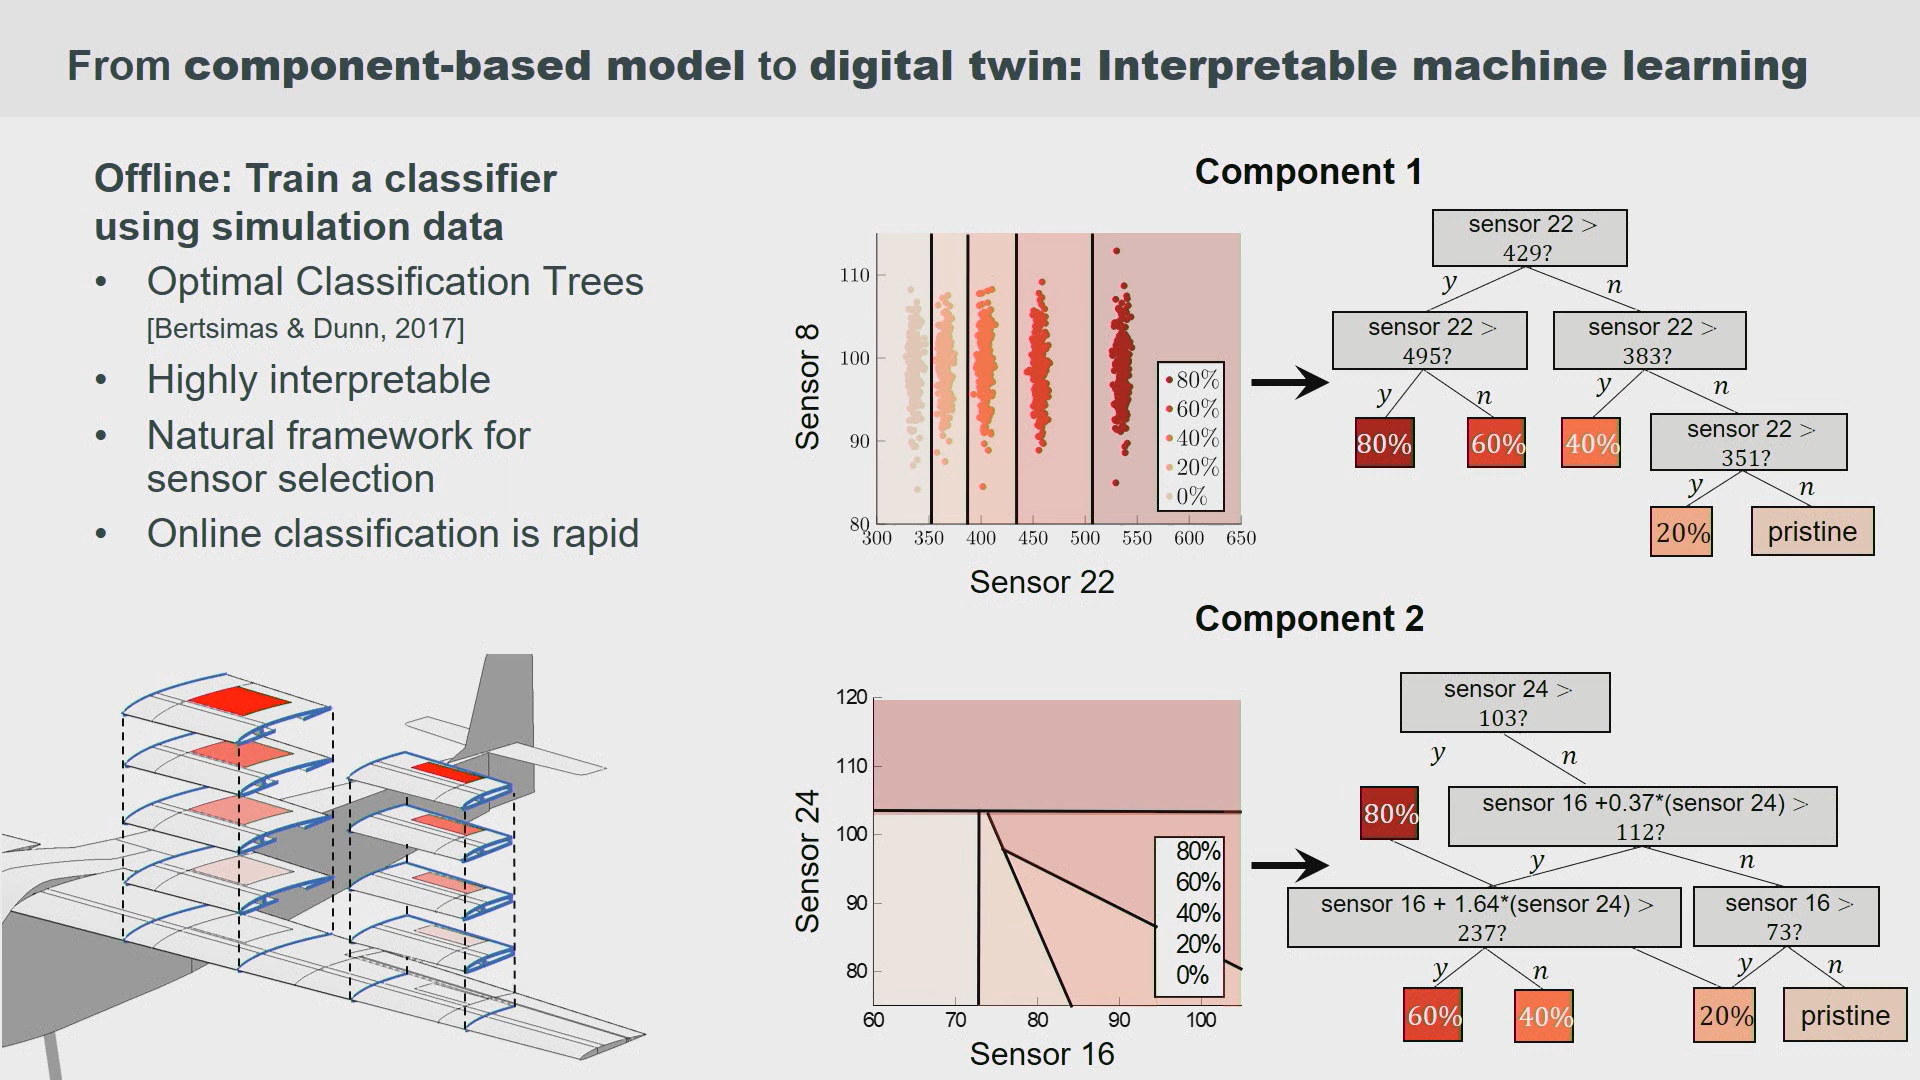 From component-based model to digital twin: Interpretable machine learning
Offline: Train a classifier
using simulation data
• Optimal Classification Trees
[Bertsimas & Dunn, 2017]
• Highly interpretable
• Natural framework for
sensor selection
• Online classification is rapid
Component 1
Sensor 8
110
100
90
80
300 350 400 450 500 550 600 650
Sensor 22
80%
60%
40%
20%
0%
sensor 22 >
429?
y n
sensor 22 >
495?
sensor 22 >
383?
y n
y n
80%
60%
40%
sensor 22 >
351?
y n
20%
pristine
Component 2
Sensor 24
120
110
100
90
80
60 70 80 90 100
Sensor 16
80%
60%
40%
20%
0%
sensor 24 >
103?
y n
80%
sensor 16 +0.37*(sensor 24) >
112?
y n
sensor 16 + 1.64*(sensor 24) >
237?
sensor 16 >
73?
y n
y n
60%
40%
20%
pristine